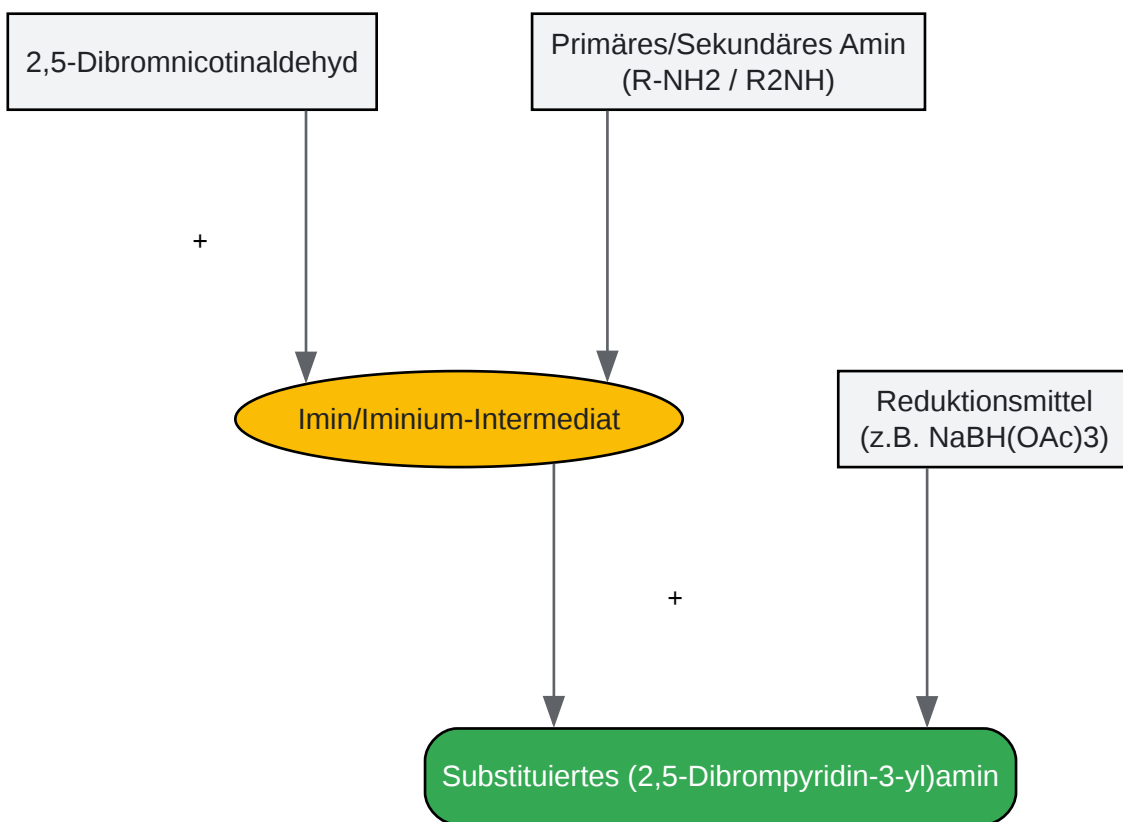 2,5-Dibromnicotinaldehyd
Primäres/Sekundäres Amin
(R-NH2 / R2NH)
+
Imin/Iminium-Intermediat
Reduktionsmittel
(z.B. NaBH(OAc)3)
+
Substituiertes (2,5-Dibrompyridin-3-yl)amin